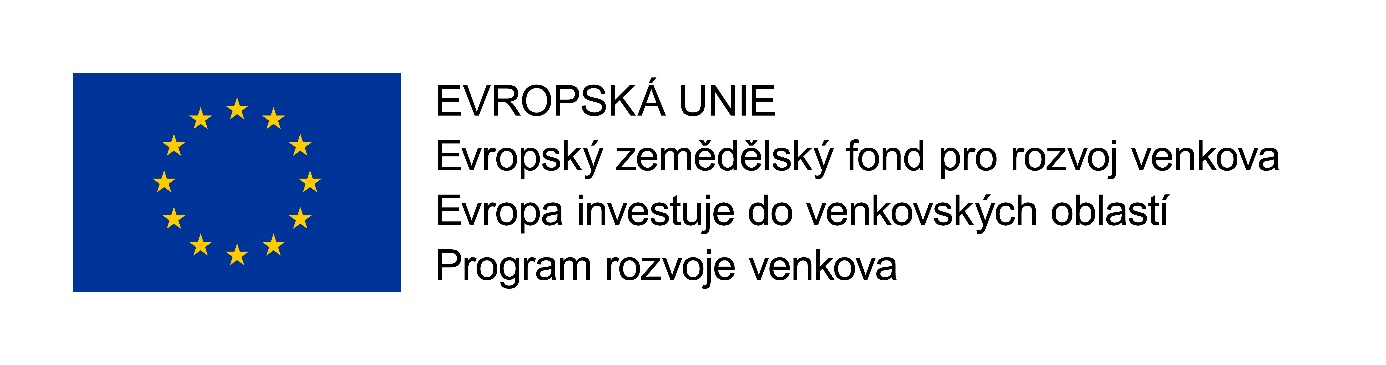 EVROPSKÁ UNIE
Evropský zemědělský fond pro rozvoj venkova
Evropa investuje do venkovských oblastí
Program rozvoje venkova